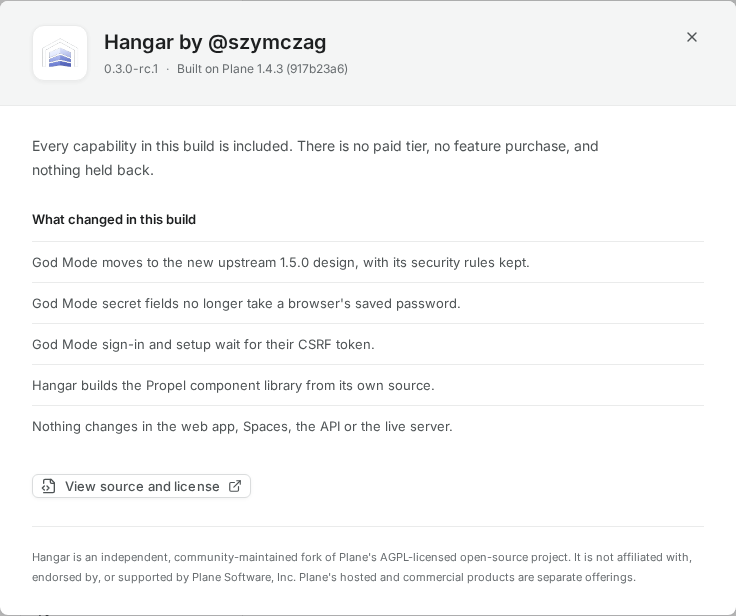 Hangar by @szymczag
0.3.0-rc.1 · Built on Plane 1.4.3 (917b23a6)
Every capability in this build is included. There is no paid tier, no feature purchase, and
nothing held back.
What changed in this build
God Mode moves to the new upstream 1.5.0 design, with its security rules kept.
God Mode secret fields no longer take a browser's saved password.
God Mode sign-in and setup wait for their CSRF token.
Hangar builds the Propel component library from its own source.
Nothing changes in the web app, Spaces, the API or the live server.
View source and license
Hangar is an independent, community-maintained fork of Plane's AGPL-licensed open-source project. It is not affiliated with,
endorsed by, or supported by Plane Software, Inc. Plane's hosted and commercial products are separate offerings.